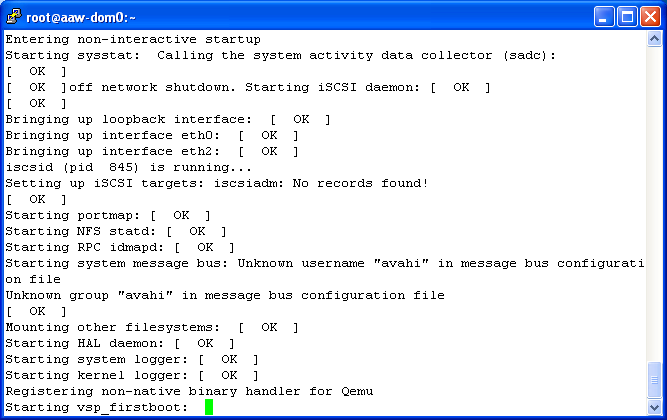 root@aaw-dom0:~
Entering non-interactive startup
Starting sysstat:  Calling the system activity data collector (sadc):
[  OK  ]
[  OK  ]off network shutdown. Starting iSCSI daemon: [  OK  ]
[  OK  ]
Bringing up loopback interface:  [  OK  ]
Bringing up interface eth0:  [  OK  ]
Bringing up interface eth2:  [  OK  ]
iscsid (pid  845) is running...
Setting up iSCSI targets: iscsiadm: No records found!
[  OK  ]
Starting portmap: [  OK  ]
Starting NFS statd: [  OK  ]
Starting RPC idmapd: [  OK  ]
Starting system message bus: Unknown username "avahi" in message bus configurati
on file
Unknown group "avahi" in message bus configuration file
[  OK  ]
Mounting other filesystems:  [  OK  ]
Starting HAL daemon: [  OK  ]
Starting system logger: [  OK  ]
Starting kernel logger: [  OK  ]
Registering non-native binary handler for Qemu
Starting vsp_firstboot: